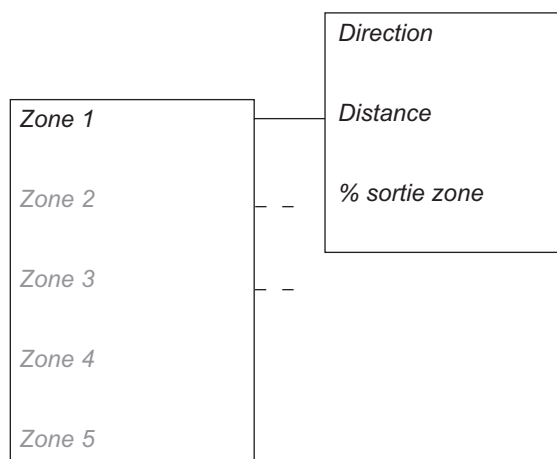 Direction
Distance
% sortie zone
Zone 1
Zone 2
Zone 3
Zone 4
Zone 5